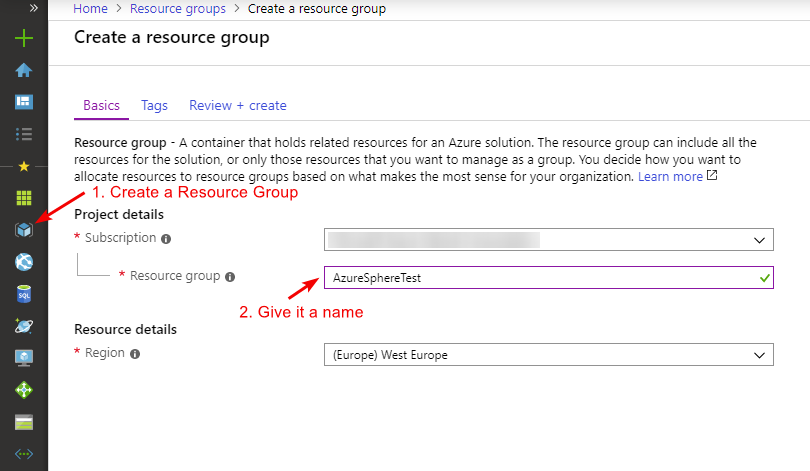 Home > Resource groups > Create a resource group
Create a resource group
Basics Tags Review + create
Resource group - A container that holds related resources for an Azure solution. The resource group can include all the
resources for the solution, or only those resources that you want to manage as a group. You decide how you want to
allocate resources to resource groups based on what makes the most sense for your organization. Learn more
1. Create a Resource Group
Project details
* Subscription
* Resource group AzureSphereTest
2. Give it a name
Resource details
* Region (Europe) West Europe
SQL